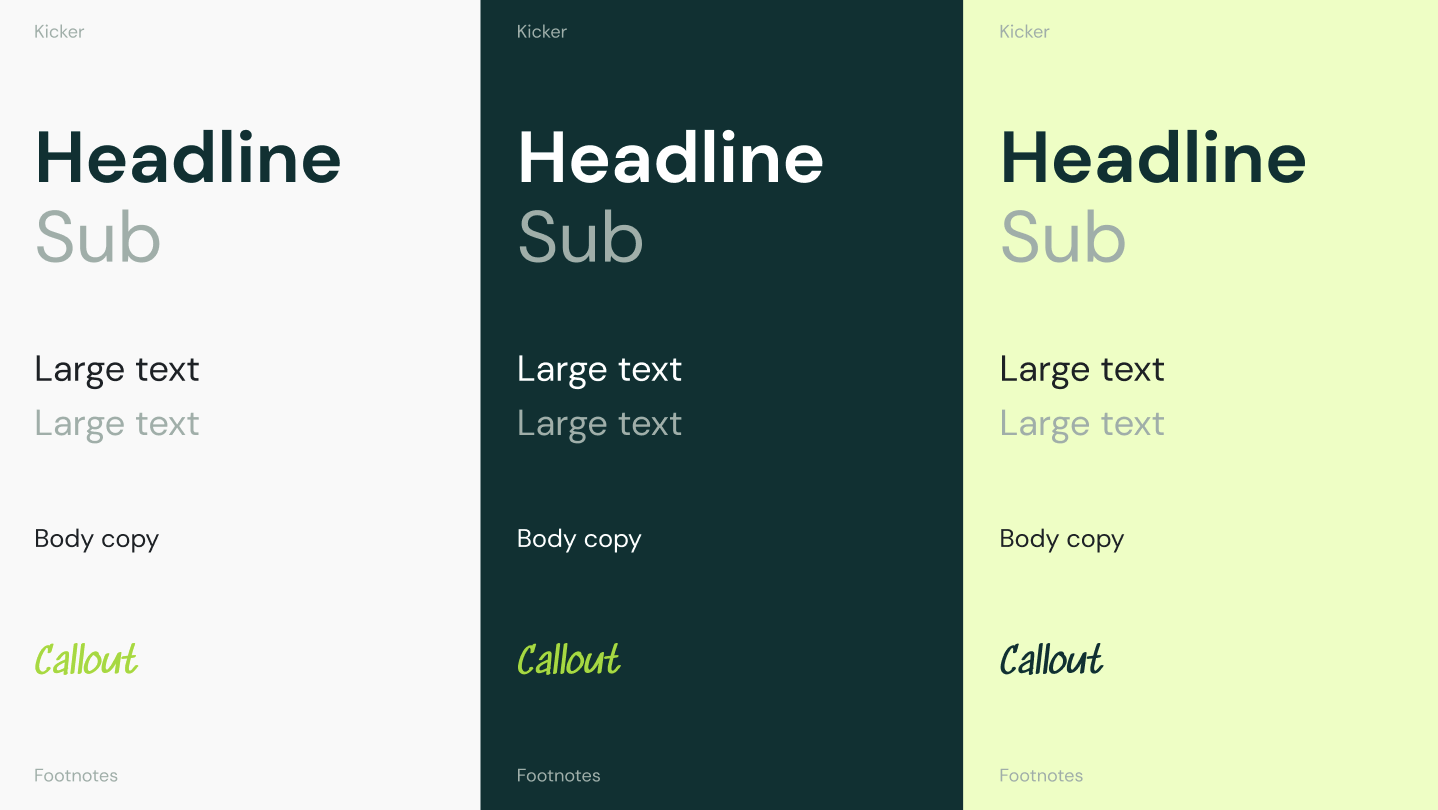 Kicker
Headline
Sub
Large text
Large text
Body copy
Callout
Footnotes
Kicker
Headline
Sub
Large text
Large text
Body copy
Callout
Footnotes
Kicker
Headline
Sub
Large text
Large text
Body copy
Callout
Footnotes